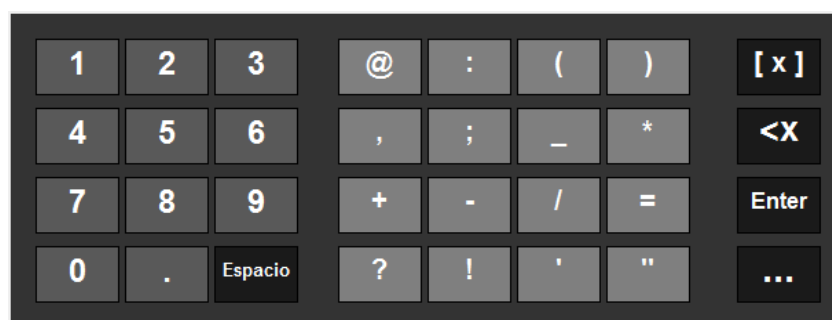 1 2 3 @ : ( ) [ x ]
4 5 6 , ; _ * <X
7 8 9 + - / = Enter
0 . Espacio ? ! ' " ...